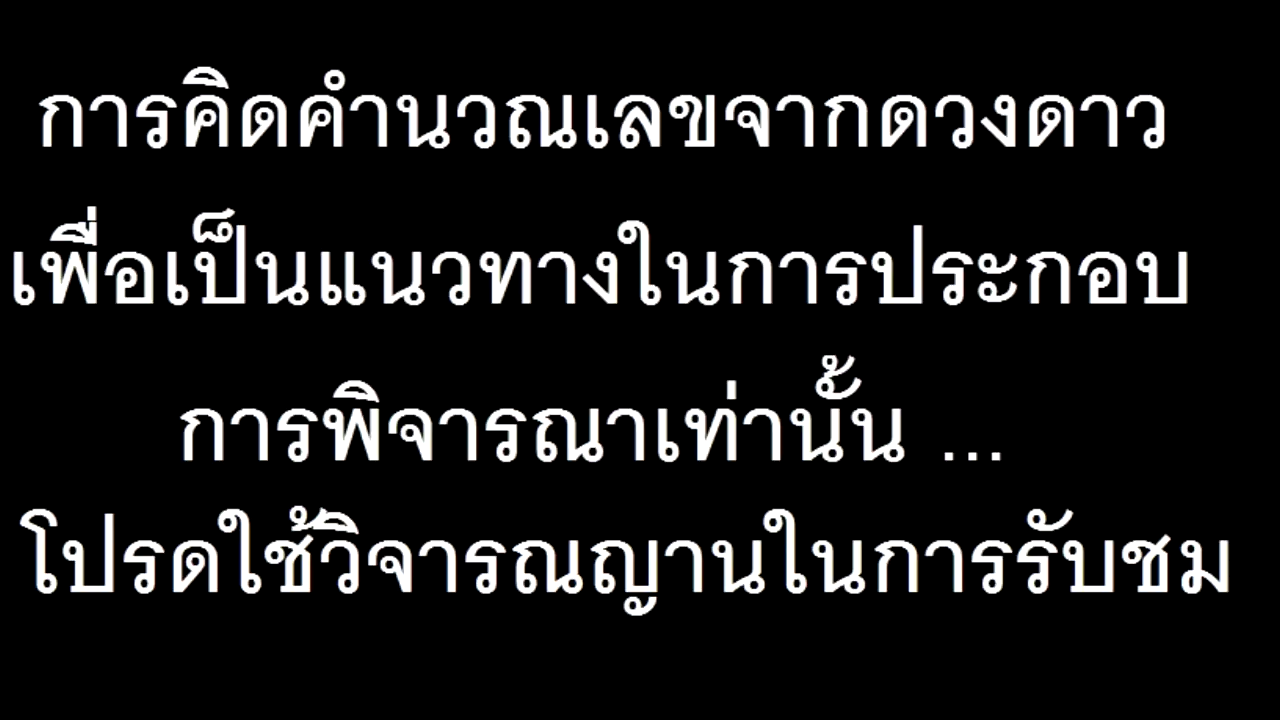 การคิดคำนวณเลขจากดวงดาว
เพื่อเป็นแนวทางในการประกอบ
การพิจารณาเท่านั้น ...
โปรดใช้วิจารณญานในการรับชม